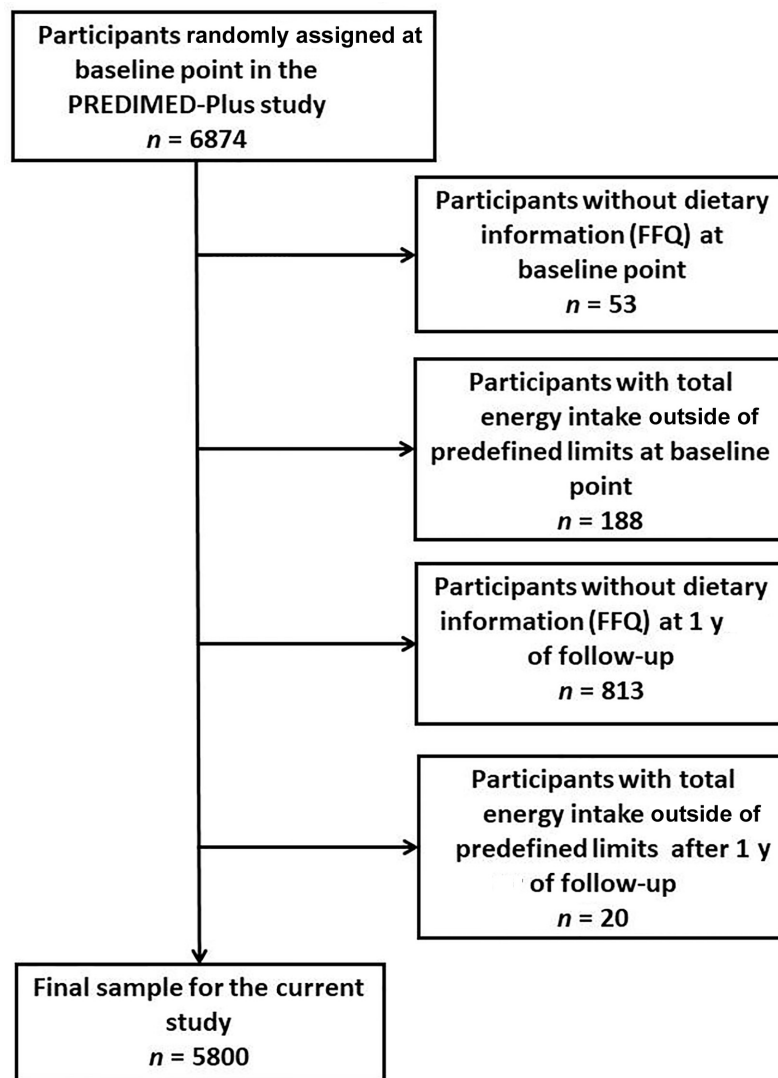 Participants randomly assigned at
baseline point in the
PREDIMED-Plus study
n = 6874
Participants without dietary
information (FFQ) at
baseline point
n = 53
Participants with total
energy intake outside of
predefined limits at baseline
point
n = 188
Participants without dietary
information (FFQ) at 1 y
of follow-up
n = 813
Participants with total
energy intake outside of
predefined limits after 1 y
of follow-up
n = 20
Final sample for the current
study
n = 5800